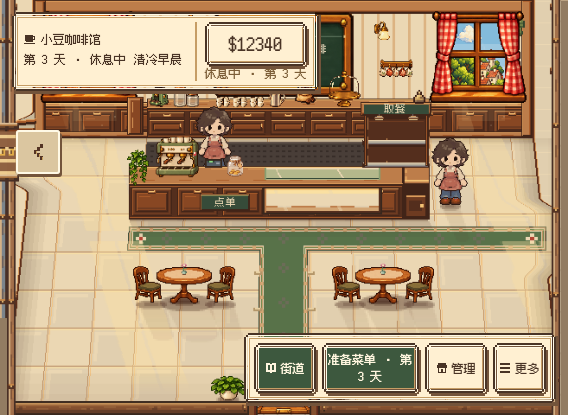 小豆咖啡馆
第 3 天 · 休息中 清冷早晨
$12340
休息中 · 第 3 天
取餐
点单
街道
准备菜单 · 第
3 天
管理
更多